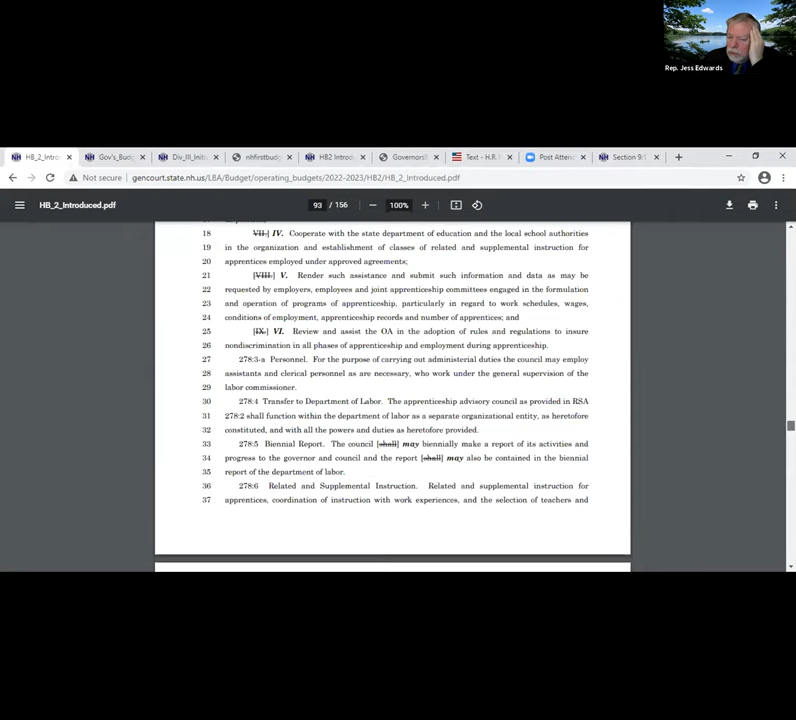 Rep. Jess Edwards
HB_2_Intro
Gov's_Budg
Div_III_Initi
nhfirstbudg
HB2 Introd
Governors
Text - H.R.1
Post Attend
Section 9:1
Not secure | gencourt.state.nh.us/LBA/Budget/operating_budgets/2022-2023/HB2/HB_2_Introduced.pdf
HB_2_Introduced.pdf
93 / 156
100%
18 [VII.] IV. Cooperate with the state department of education and the local school authorities
19 in the organization and establishment of classes of related and supplemental instruction for
20 apprentices employed under approved agreements;
21 [VIII.] V. Render such assistance and submit such information and data as may be
22 requested by employers, employees and joint apprenticeship committees engaged in the formulation
23 and operation of programs of apprenticeship, particularly in regard to work schedules, wages,
24 conditions of employment, apprenticeship records and number of apprentices; and
25 [IX.] VI. Review and assist the OA in the adoption of rules and regulations to insure
26 nondiscrimination in all phases of apprenticeship and employment during apprenticeship.
27 278:3-a Personnel. For the purpose of carrying out administerial duties the council may employ
28 assistants and clerical personnel as are necessary, who work under the general supervision of the
29 labor commissioner.
30 278:4 Transfer to Department of Labor. The apprenticeship advisory council as provided in RSA
31 278:2 shall function within the department of labor as a separate organizational entity, as heretofore
32 constituted, and with all the powers and duties as heretofore provided.
33 278:5 Biennial Report. The council [shall] may biennially make a report of its activities and
34 progress to the governor and council and the report [shall] may also be contained in the biennial
35 report of the department of labor.
36 278:6 Related and Supplemental Instruction. Related and supplemental instruction for
37 apprentices, coordination of instruction with work experiences, and the selection of teachers and